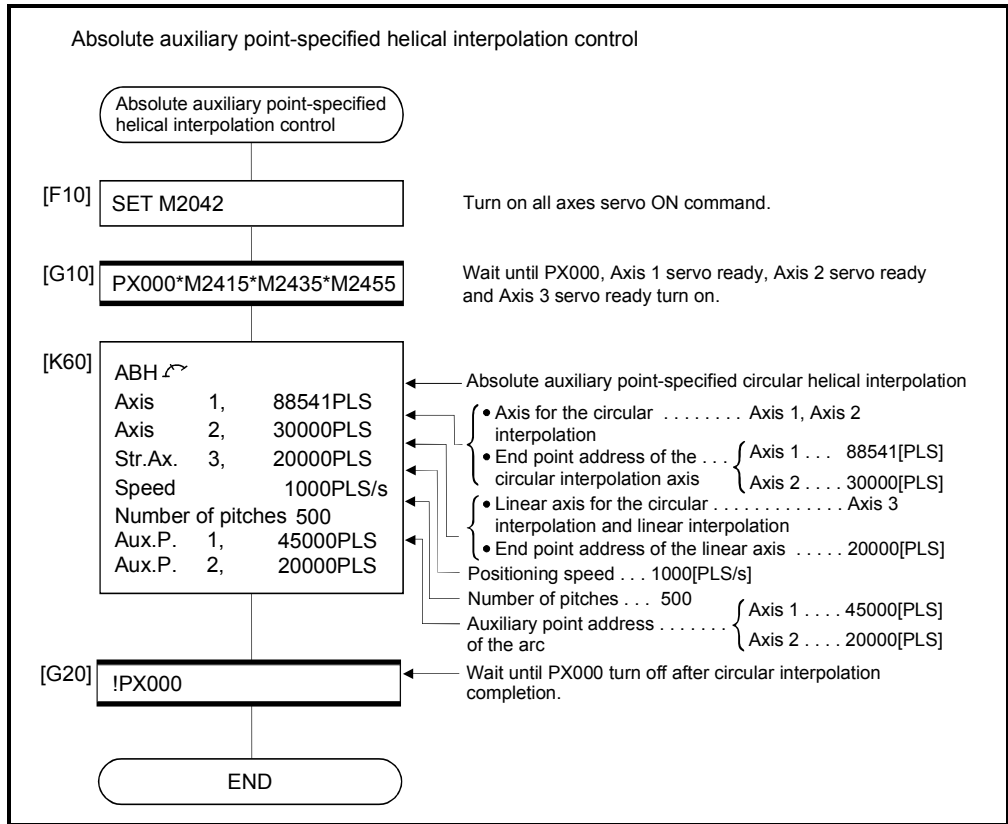 Absolute auxiliary point-specified helical interpolation control
Absolute auxiliary point-specified
helical interpolation control
[F10]
SET M2042
Turn on all axes servo ON command.
[G10]
PX000*M2415*M2435*M2455
Wait until PX000, Axis 1 servo ready, Axis 2 servo ready
and Axis 3 servo ready turn on.
[K60]
ABH
Axis 1, 88541PLS
Axis 2, 30000PLS
Str.Ax. 3, 20000PLS
Speed 1000PLS/s
Number of pitches 500
Aux.P. 1, 45000PLS
Aux.P. 2, 20000PLS
Absolute auxiliary point-specified circular helical interpolation
• Axis for the circular . . . . . . . . Axis 1, Axis 2
interpolation
• End point address of the . . . Axis 1 . . . 88541[PLS]
circular interpolation axis Axis 2 . . . . 30000[PLS]
• Linear axis for the circular . . . . . . . . . . . . . Axis 3
interpolation and linear interpolation
• End point address of the linear axis . . . . . 20000[PLS]
Positioning speed . . . 1000[PLS/s]
Number of pitches . . . 500
Auxiliary point address . . . . . . . Axis 1 . . . . 45000[PLS]
of the arc Axis 2 . . . . 20000[PLS]
[G20]
!PX000
Wait until PX000 turn off after circular interpolation
completion.
END